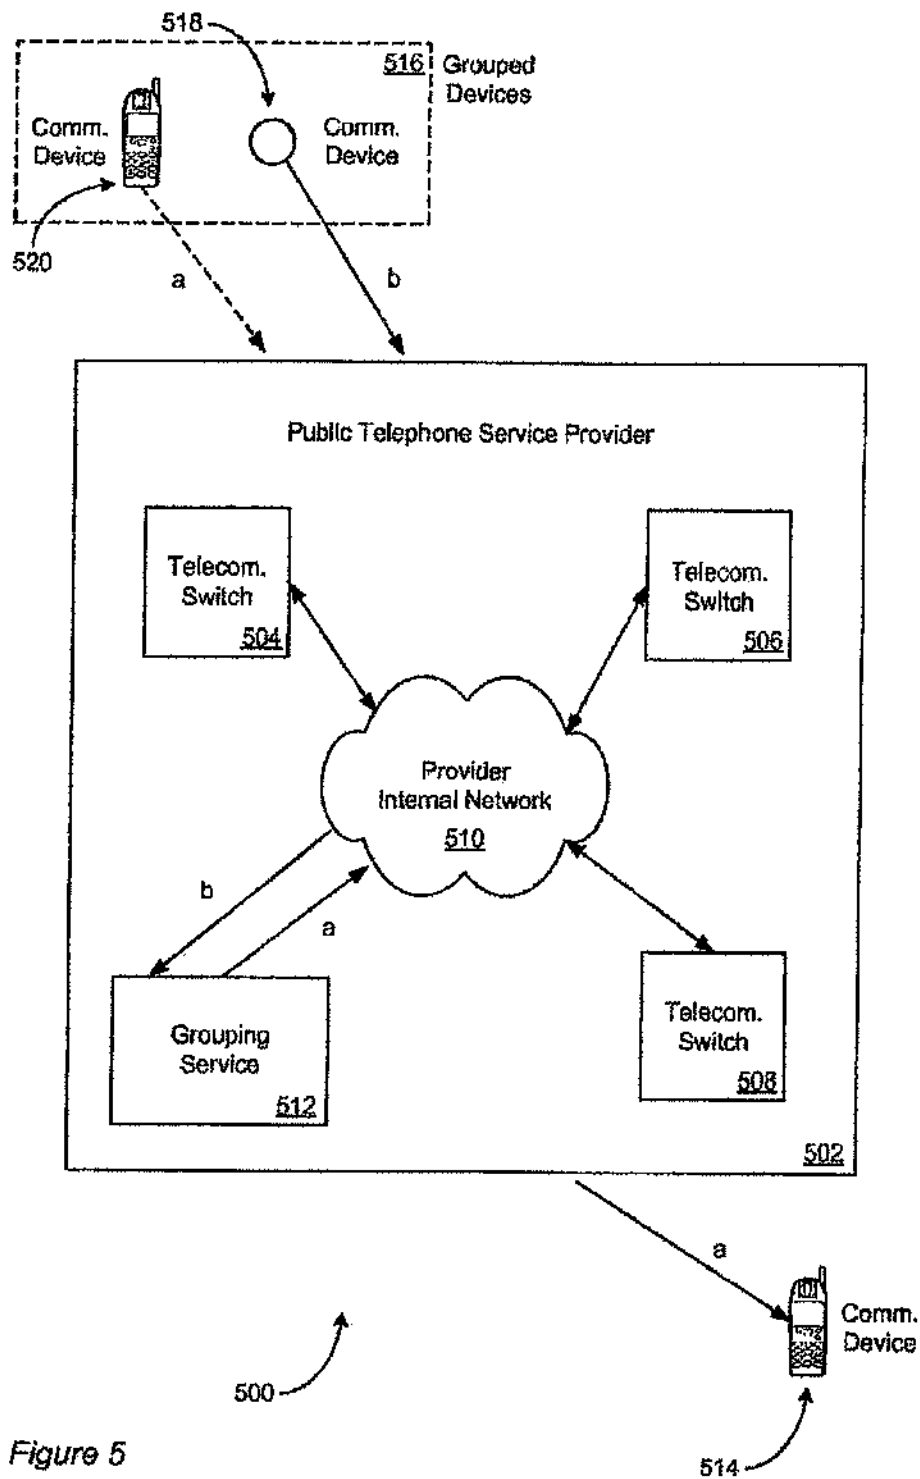 518
516
Grouped
Devices
Comm.
Device
Comm.
Device
520
a
b
Public Telephone Service Provider
Telecom.
Switch
504
Telecom.
Switch
506
Provider
Internal Network
510
b
a
Grouping
Service
512
Telecom.
Switch
508
502
a
Comm.
Device
500
514
Figure 5